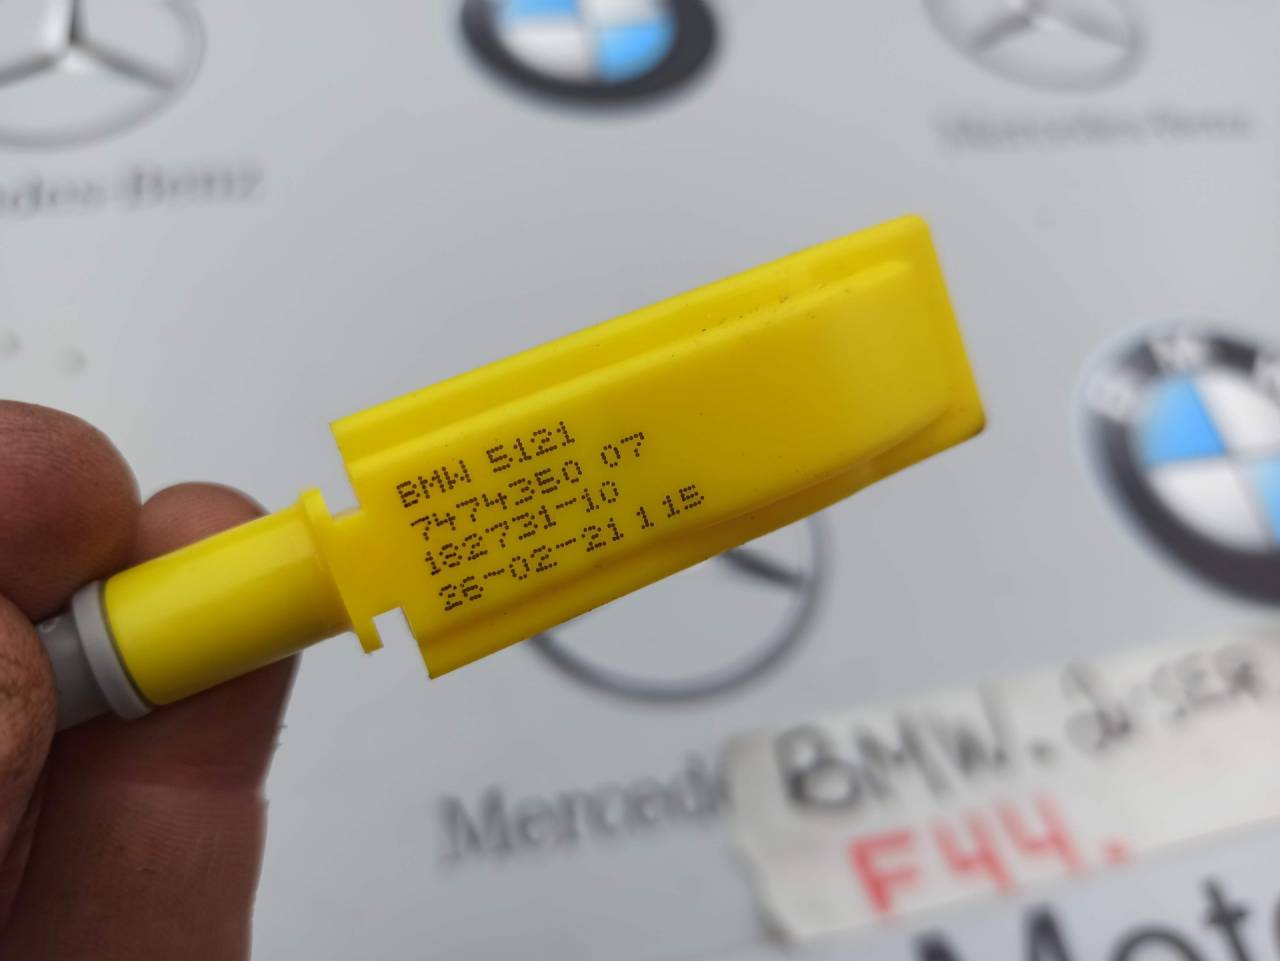 Mercedes-Benz
BMW 5121
7474350 07
182731-10
26-02-21 1 15
BMW.
F44.